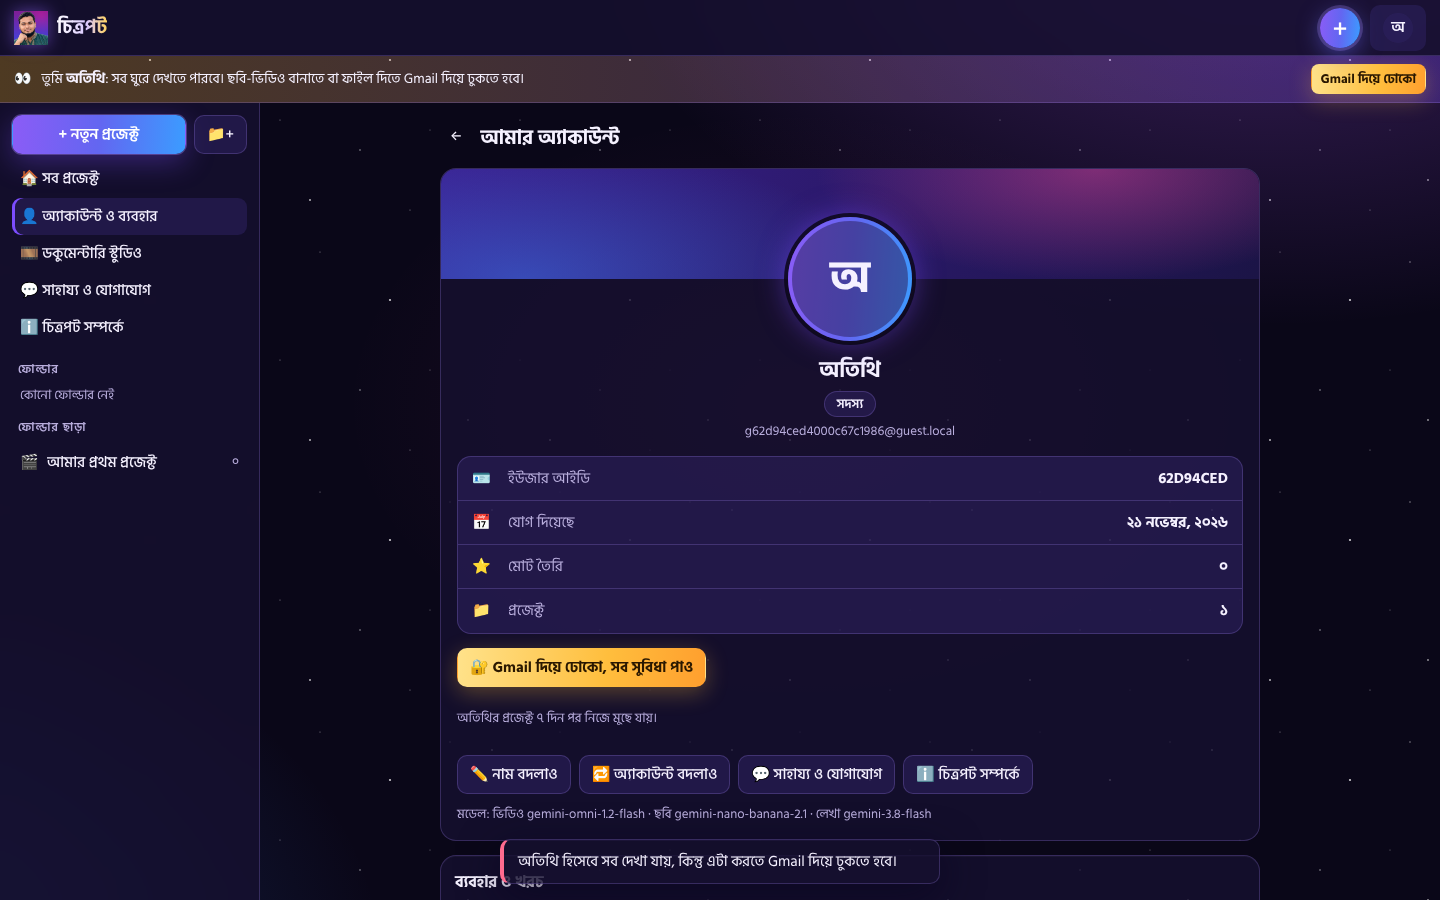 চিত্রপট
অ
👀 তুমি অতিথি: সব ঘুরে দেখতে পারবে। ছবি-ভিডিও বানাতে বা ফাইল দিতে Gmail দিয়ে ঢুকতে হবে।
Gmail দিয়ে ঢোকো
+ নতুন প্রজেক্ট
📁+
🏠 সব প্রজেক্ট
👤 অ্যাকাউন্ট ও ব্যবহার
🎞️ ডকুমেন্টারি স্টুডিও
💬 সাহায্য ও যোগাযোগ
ℹ️ চিত্রপট সম্পর্কে
ফোল্ডার
কোনো ফোল্ডার নেই
ফোল্ডার ছাড়া
🎬 আমার প্রথম প্রজেক্ট ০
← আমার অ্যাকাউন্ট
অ
অতিথি
সদস্য
g62d94ced4000c67c1986@guest.local
🪪 ইউজার আইডি 62D94CED
📅 যোগ দিয়েছে ২১ নভেম্বর, ২০২৬
⭐ মোট তৈরি ০
📁 প্রজেক্ট ১
🔐 Gmail দিয়ে ঢোকো, সব সুবিধা পাও
অতিথির প্রজেক্ট ৭ দিন পর নিজে মুছে যায়।
✏️ নাম বদলাও
🔁 অ্যাকাউন্ট বদলাও
💬 সাহায্য ও যোগাযোগ
ℹ️ চিত্রপট সম্পর্কে
মডেল: ভিডিও gemini-omni-1.2-flash · ছবি gemini-nano-banana-2.1 · লেখা gemini-3.8-flash
অতিথি হিসেবে সব দেখা যায়, কিন্তু এটা করতে Gmail দিয়ে ঢুকতে হবে।
ব্যবহার ও খরচ